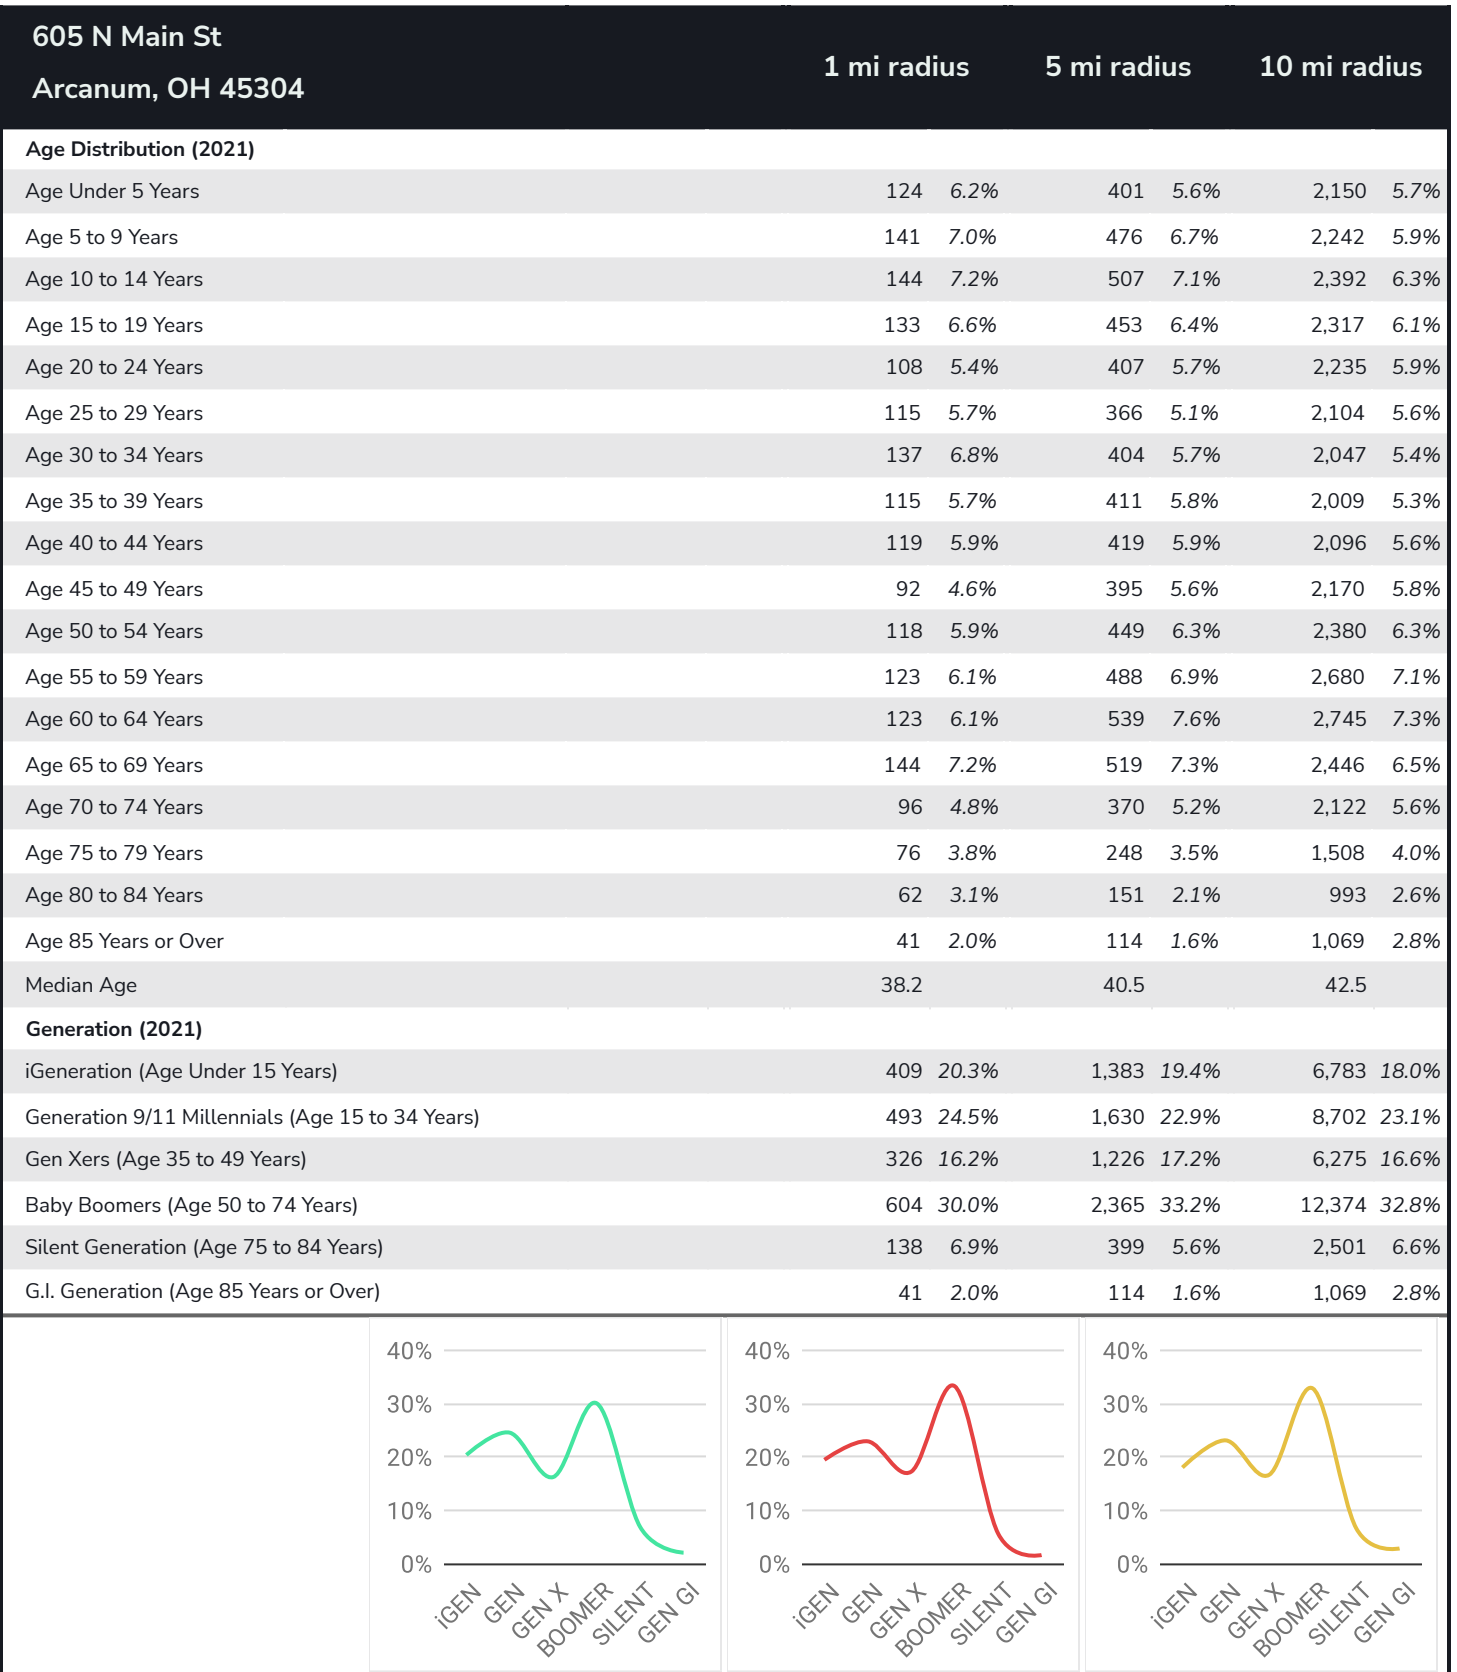 605 N Main St
Arcanum, OH 45304
1 mi radius 5 mi radius 10 mi radius
Age Distribution (2021)
Age Under 5 Years 124 6.2% 401 5.6% 2,150 5.7%
Age 5 to 9 Years 141 7.0% 476 6.7% 2,242 5.9%
Age 10 to 14 Years 144 7.2% 507 7.1% 2,392 6.3%
Age 15 to 19 Years 133 6.6% 453 6.4% 2,317 6.1%
Age 20 to 24 Years 108 5.4% 407 5.7% 2,235 5.9%
Age 25 to 29 Years 115 5.7% 366 5.1% 2,104 5.6%
Age 30 to 34 Years 137 6.8% 404 5.7% 2,047 5.4%
Age 35 to 39 Years 115 5.7% 411 5.8% 2,009 5.3%
Age 40 to 44 Years 119 5.9% 419 5.9% 2,096 5.6%
Age 45 to 49 Years 92 4.6% 395 5.6% 2,170 5.8%
Age 50 to 54 Years 118 5.9% 449 6.3% 2,380 6.3%
Age 55 to 59 Years 123 6.1% 488 6.9% 2,680 7.1%
Age 60 to 64 Years 123 6.1% 539 7.6% 2,745 7.3%
Age 65 to 69 Years 144 7.2% 519 7.3% 2,446 6.5%
Age 70 to 74 Years 96 4.8% 370 5.2% 2,122 5.6%
Age 75 to 79 Years 76 3.8% 248 3.5% 1,508 4.0%
Age 80 to 84 Years 62 3.1% 151 2.1% 993 2.6%
Age 85 Years or Over 41 2.0% 114 1.6% 1,069 2.8%
Median Age 38.2 40.5 42.5
Generation (2021)
iGeneration (Age Under 15 Years) 409 20.3% 1,383 19.4% 6,783 18.0%
Generation 9/11 Millennials (Age 15 to 34 Years) 493 24.5% 1,630 22.9% 8,702 23.1%
Gen Xers (Age 35 to 49 Years) 326 16.2% 1,226 17.2% 6,275 16.6%
Baby Boomers (Age 50 to 74 Years) 604 30.0% 2,365 33.2% 12,374 32.8%
Silent Generation (Age 75 to 84 Years) 138 6.9% 399 5.6% 2,501 6.6%
G.I. Generation (Age 85 Years or Over) 41 2.0% 114 1.6% 1,069 2.8%
40% 40% 40%
30% 30% 30%
20% 20% 20%
10% 10% 10%
0% 0% 0%
iGEN GEN GEN X BOOMER SILENT GEN GI iGEN GEN GEN X BOOMER SILENT GEN GI iGEN GEN GEN X BOOMER SILENT GEN GI